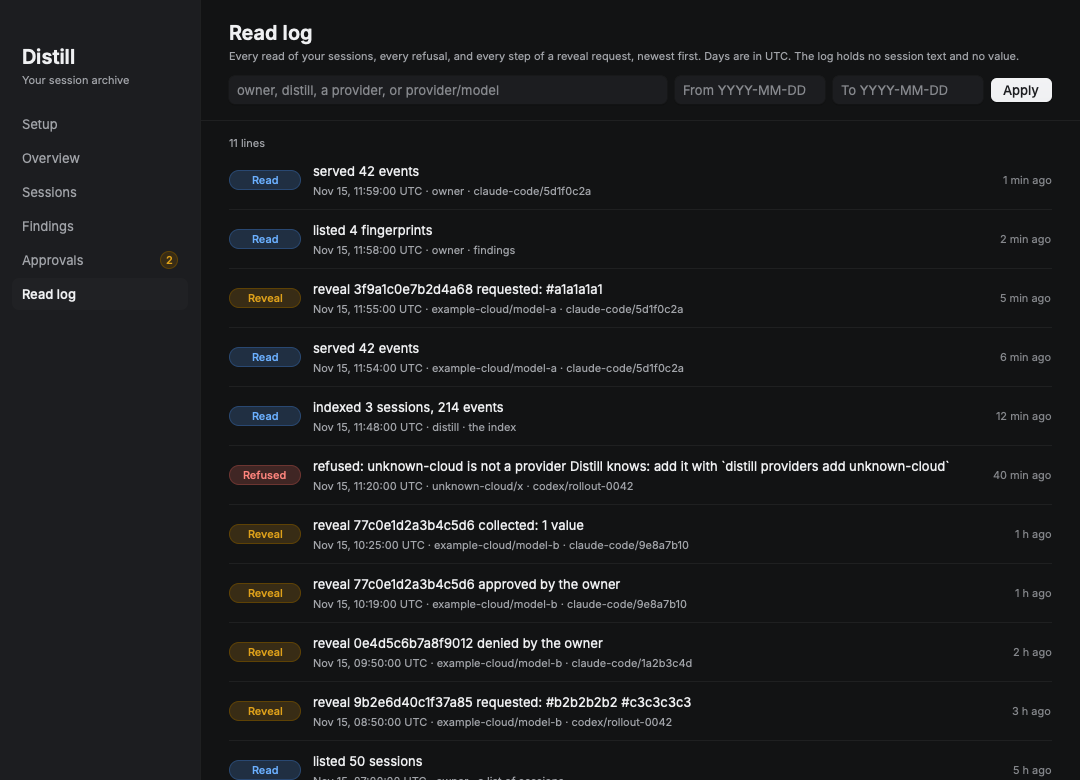 Distill
Your session archive
Setup
Overview
Sessions
Findings
Approvals 2
Read log
Read log
Every read of your sessions, every refusal, and every step of a reveal request, newest first. Days are in UTC. The log holds no session text and no value.
owner, distill, a provider, or provider/model
From YYYY-MM-DD
To YYYY-MM-DD
Apply
11 lines
Read
served 42 events
Nov 15, 11:59:00 UTC · owner · claude-code/5d1f0c2a
1 min ago
Read
listed 4 fingerprints
Nov 15, 11:58:00 UTC · owner · findings
2 min ago
Reveal
reveal 3f9a1c0e7b2d4a68 requested: #a1a1a1a1
Nov 15, 11:55:00 UTC · example-cloud/model-a · claude-code/5d1f0c2a
5 min ago
Read
served 42 events
Nov 15, 11:54:00 UTC · example-cloud/model-a · claude-code/5d1f0c2a
6 min ago
Read
indexed 3 sessions, 214 events
Nov 15, 11:48:00 UTC · distill · the index
12 min ago
Refused
refused: unknown-cloud is not a provider Distill knows: add it with `distill providers add unknown-cloud`
Nov 15, 11:20:00 UTC · unknown-cloud/x · codex/rollout-0042
40 min ago
Reveal
reveal 77c0e1d2a3b4c5d6 collected: 1 value
Nov 15, 10:25:00 UTC · example-cloud/model-b · claude-code/9e8a7b10
1 h ago
Reveal
reveal 77c0e1d2a3b4c5d6 approved by the owner
Nov 15, 10:19:00 UTC · example-cloud/model-b · claude-code/9e8a7b10
1 h ago
Reveal
reveal 0e4d5c6b7a8f9012 denied by the owner
Nov 15, 09:50:00 UTC · example-cloud/model-b · claude-code/1a2b3c4d
2 h ago
Reveal
reveal 9b2e6d40c1f37a85 requested: #b2b2b2b2 #c3c3c3c3
Nov 15, 08:50:00 UTC · example-cloud/model-b · codex/rollout-0042
3 h ago
Read
listed 50 sessions
5 h ago